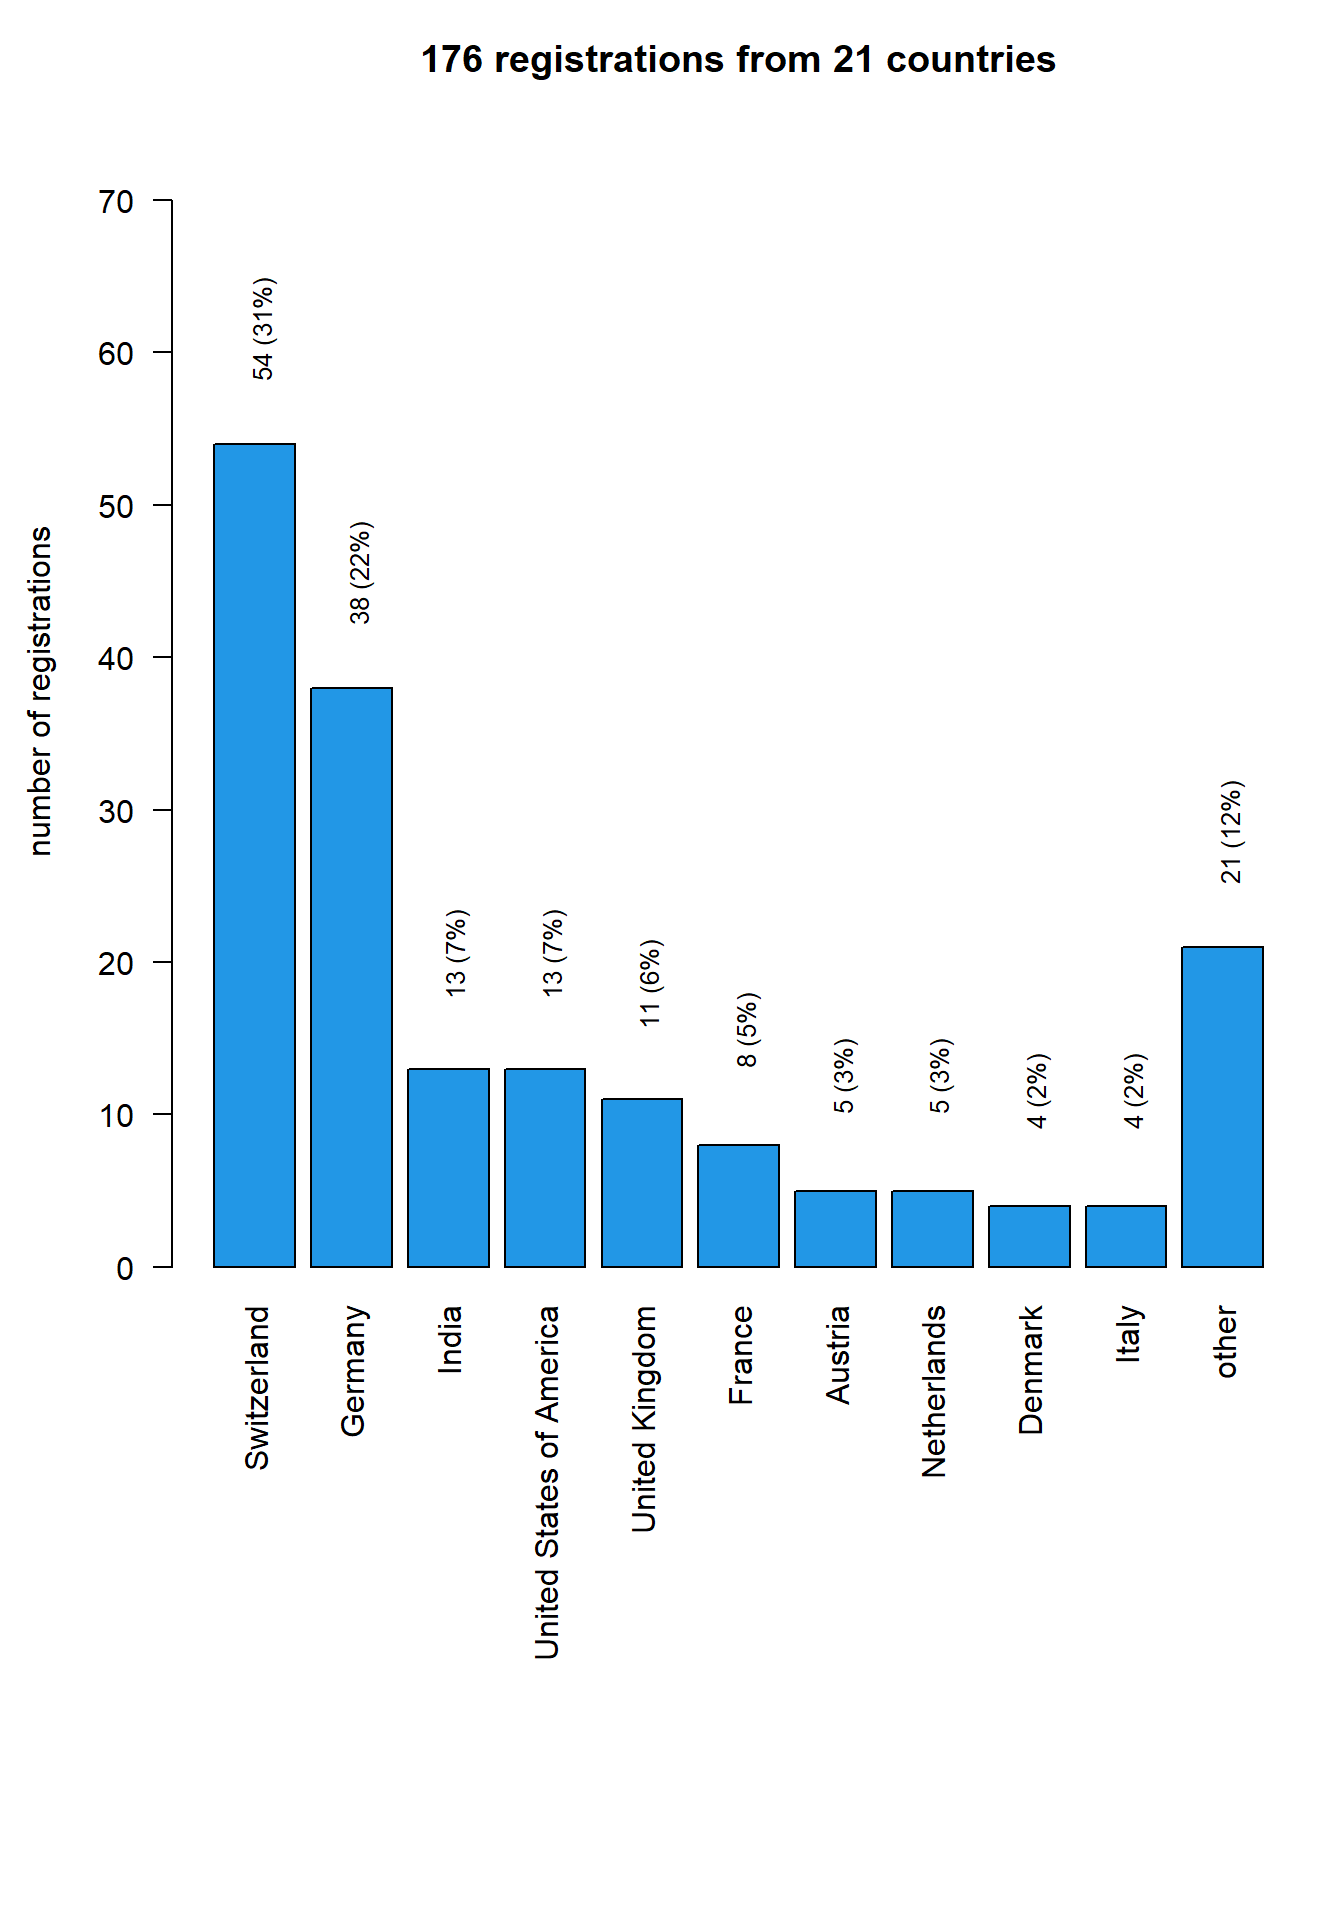 176 registrations from 21 countries
number of registrations
70
60
50
40
30
20
10
0
54 (31%)
38 (22%)
13 (7%)
13 (7%)
11 (6%)
8 (5%)
5 (3%)
5 (3%)
4 (2%)
4 (2%)
21 (12%)
Switzerland
Germany
India
United States of America
United Kingdom
France
Austria
Netherlands
Denmark
Italy
other